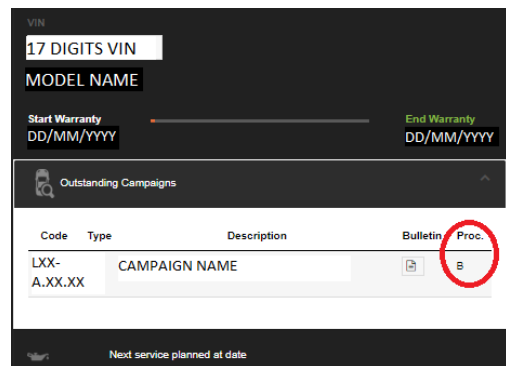 VIN
17 DIGITS VIN
MODEL NAME
Start Warranty
End Warranty
DD/MM/YYYY
DD/MM/YYYY
Outstanding Campaigns
Code Type Description Bulletin Proc.
LXX-
A.XX.XX
CAMPAIGN NAME
B
Next service planned at date